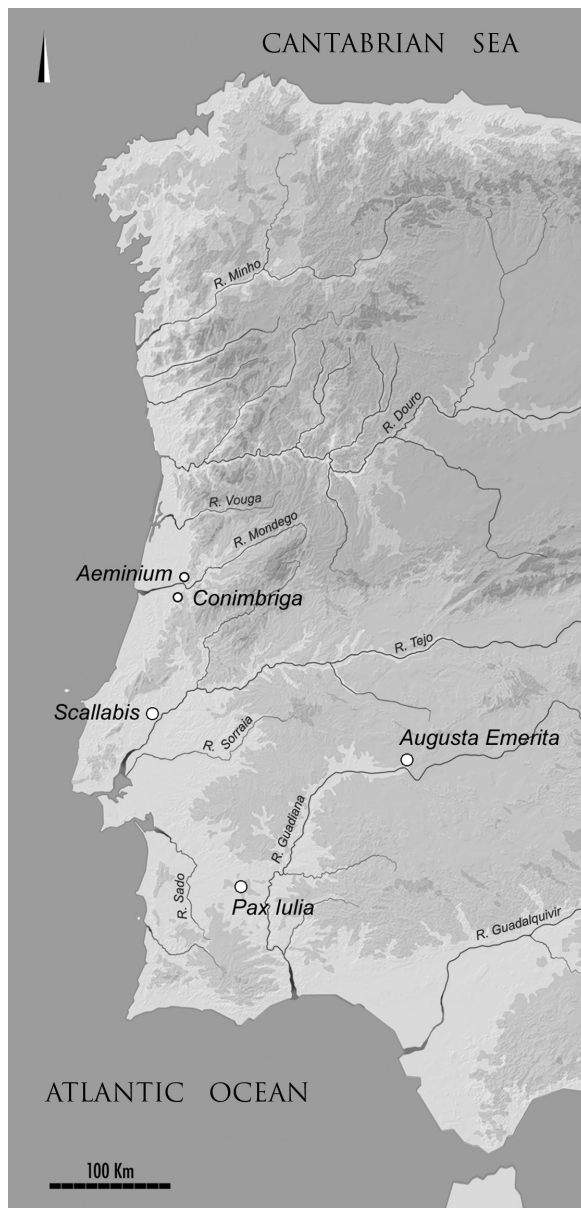 CANTABRIAN SEA
R. Minho
R. Douro
R. Vouga
R. Mondego
Aeminium
Conimbriga
R. Tejo
Scallabis
R. Sorraia
Augusta Emerita
R. Guadiana
R. Sado
Pax Iulia
R. Guadalquivir
ATLANTIC OCEAN
100 Km